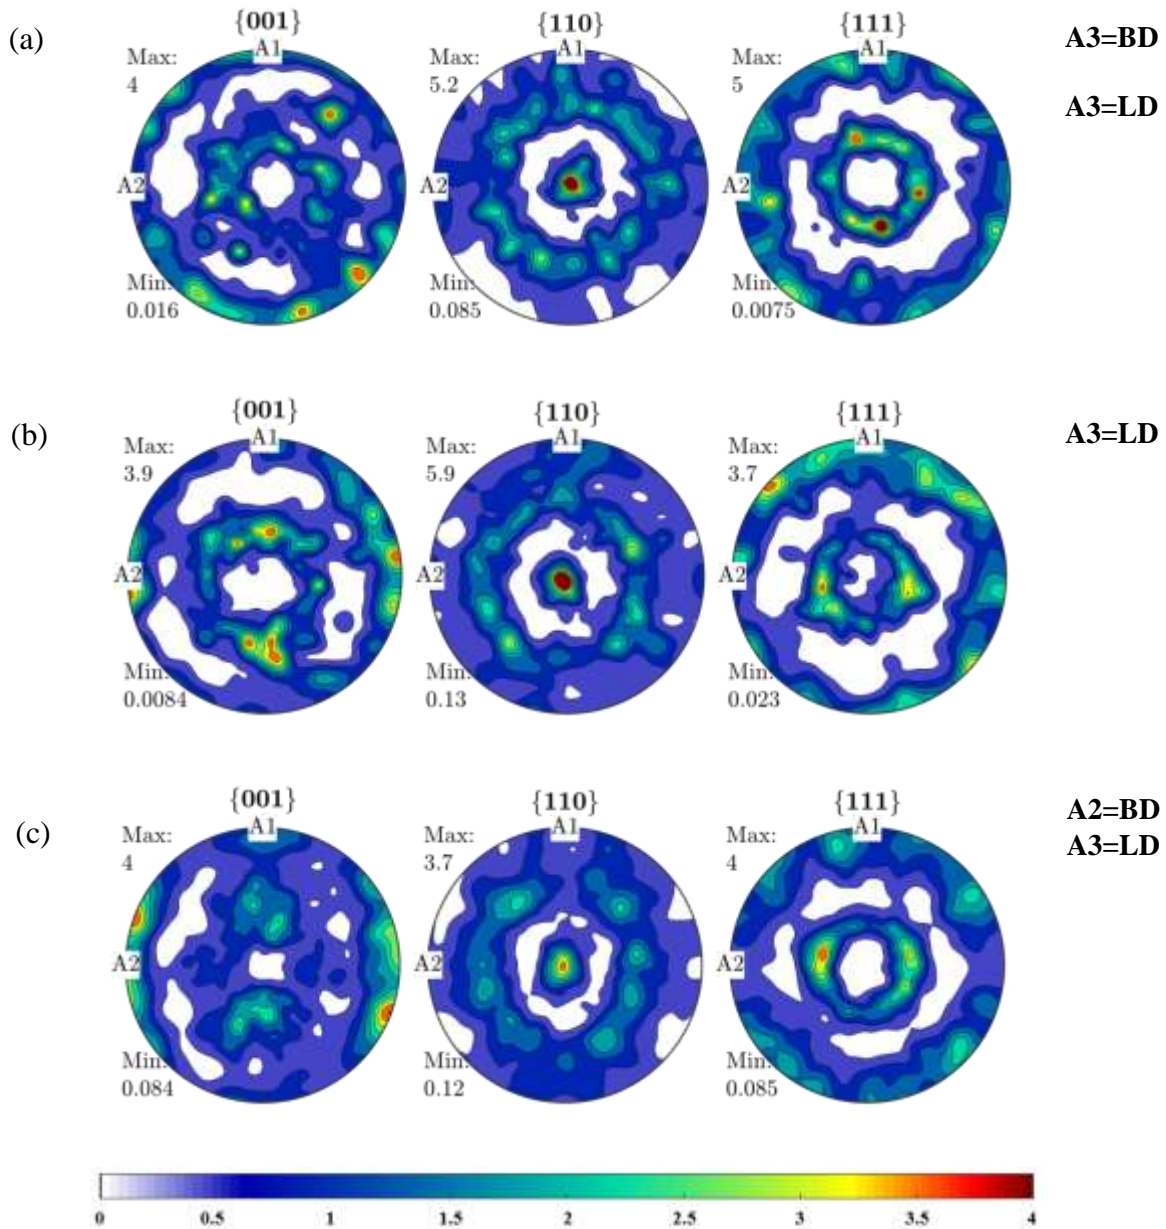 (a)
{001}
A1
Max:
4
A2
Min:
0.016
{110}
A1
Max:
5.2
A2
Min:
0.085
{111}
A1
Max:
5
A2
Min:
0.0075
A3=BD
A3=LD
(b)
{001}
A1
Max:
3.9
A2
Min:
0.0084
{110}
A1
Max:
5.9
A2
Min:
0.13
{111}
A1
Max:
3.7
A2
Min:
0.023
A3=LD
(c)
{001}
A1
Max:
4
A2
Min:
0.084
{110}
A1
Max:
3.7
A2
Min:
0.12
{111}
A1
Max:
4
A2
Min:
0.085
A2=BD
A3=LD
0 0.5 1 1.5 2 2.5 3 3.5 4